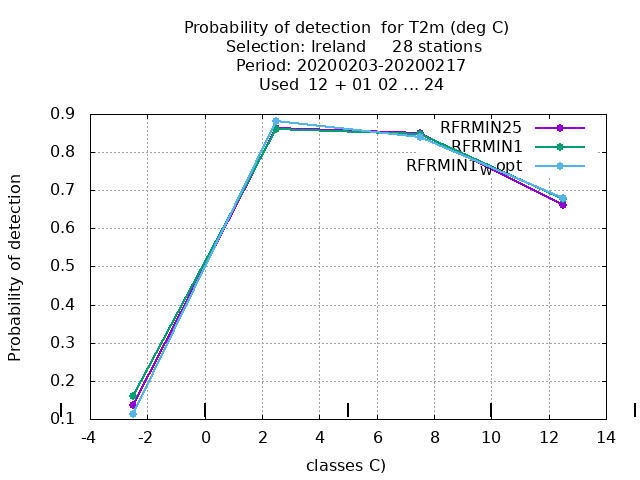 Probability of detection for T2m (deg C)
Selection: Ireland 28 stations
Period: 20200203-20200217
Used 12 + 01 02 ... 24
Probability of detection
0.9
0.8
0.7
0.6
0.5
0.4
0.3
0.2
0.1
RFRMIN25
RFRMIN1
RFRMIN1wopt
-4 -2 0 2 4 6 8 10 12 14
classes C)